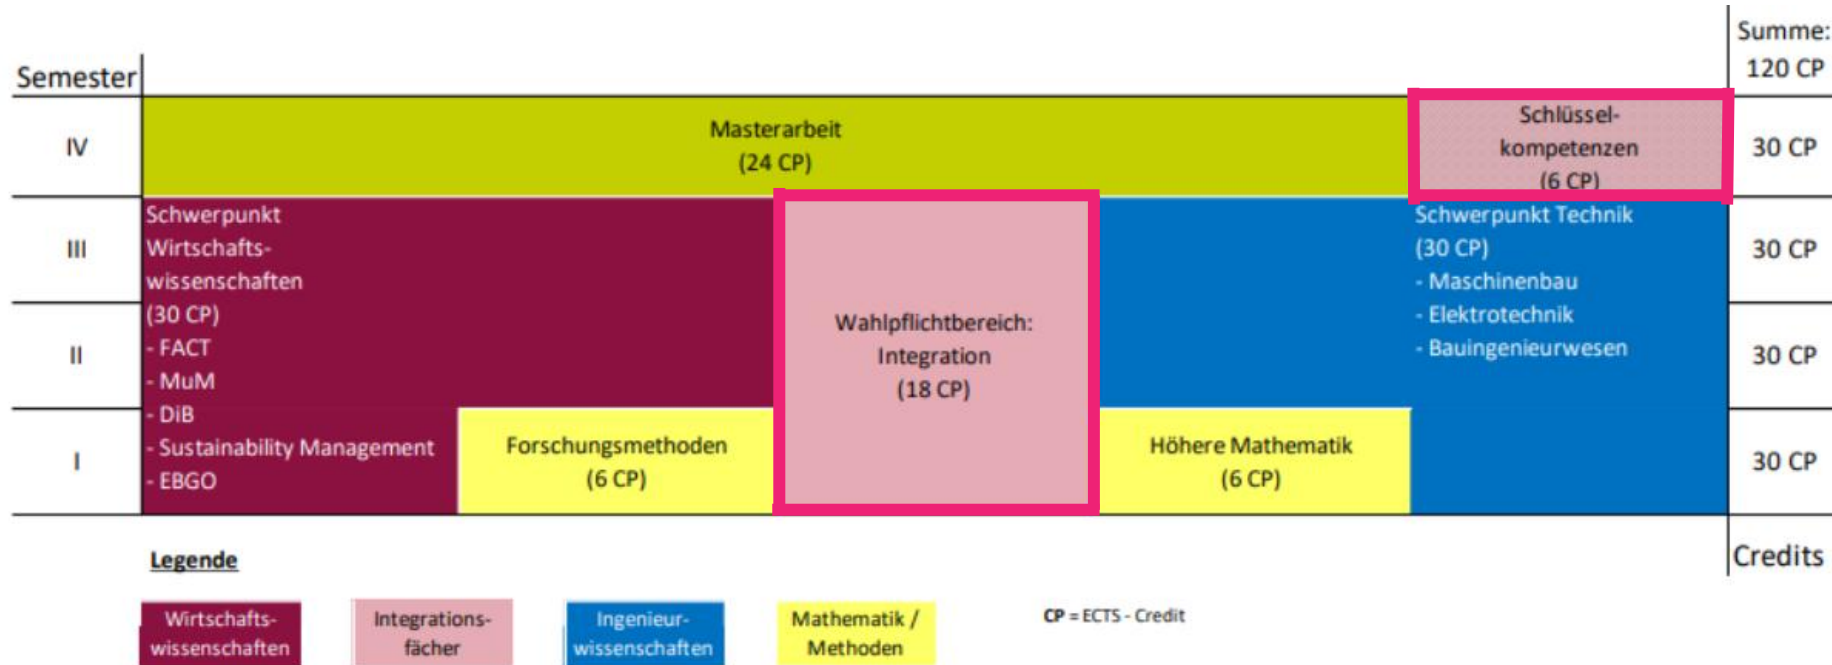 Summe:
120 CP
Semester
IV
Masterarbeit
(24 CP)
Schlüssel-
kompetenzen
(6 CP)
30 CP
III
Schwerpunkt
Wirtschafts-
wissenschaften
(30 CP)
- FACT
- MuM
- DiB
- Sustainability Management
- EBGO
Schwerpunkt Technik
(30 CP)
- Maschinenbau
- Elektrotechnik
- Bauingenieurwesen
30 CP
II
Wahlpflichtbereich:
Integration
(18 CP)
30 CP
I
Forschungsmethoden
(6 CP)
Höhere Mathematik
(6 CP)
30 CP
Credits
Legende
Wirtschafts-
wissenschaften
Integrations-
fächer
Ingenieur-
wissenschaften
Mathematik /
Methoden
CP = ECTS - Credit